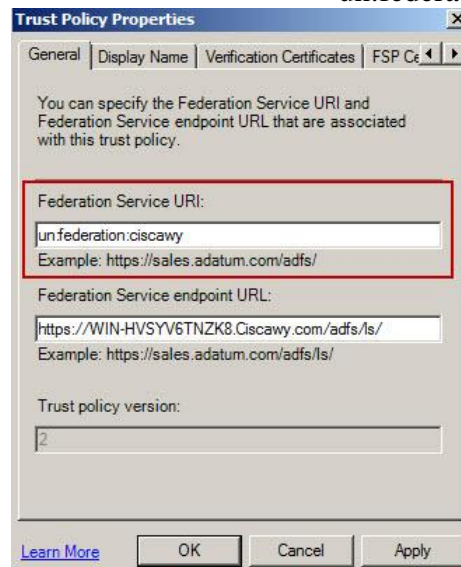 Trust Policy Properties
General Display Name Verification Certificates FSP Ce
You can specify the Federation Service URI and
Federation Service endpoint URL that are associated
with this trust policy.
Federation Service URI:
un:federation:ciscawy
Example: https://sales.adatum.com/adfs/
Federation Service endpoint URL:
https://WIN-HVSYV6TNZK8.Ciscawy.com/adfs/ls/
Example: https://sales.adatum.com/adfs/ls/
Trust policy version:
2
Learn More OK Cancel Apply